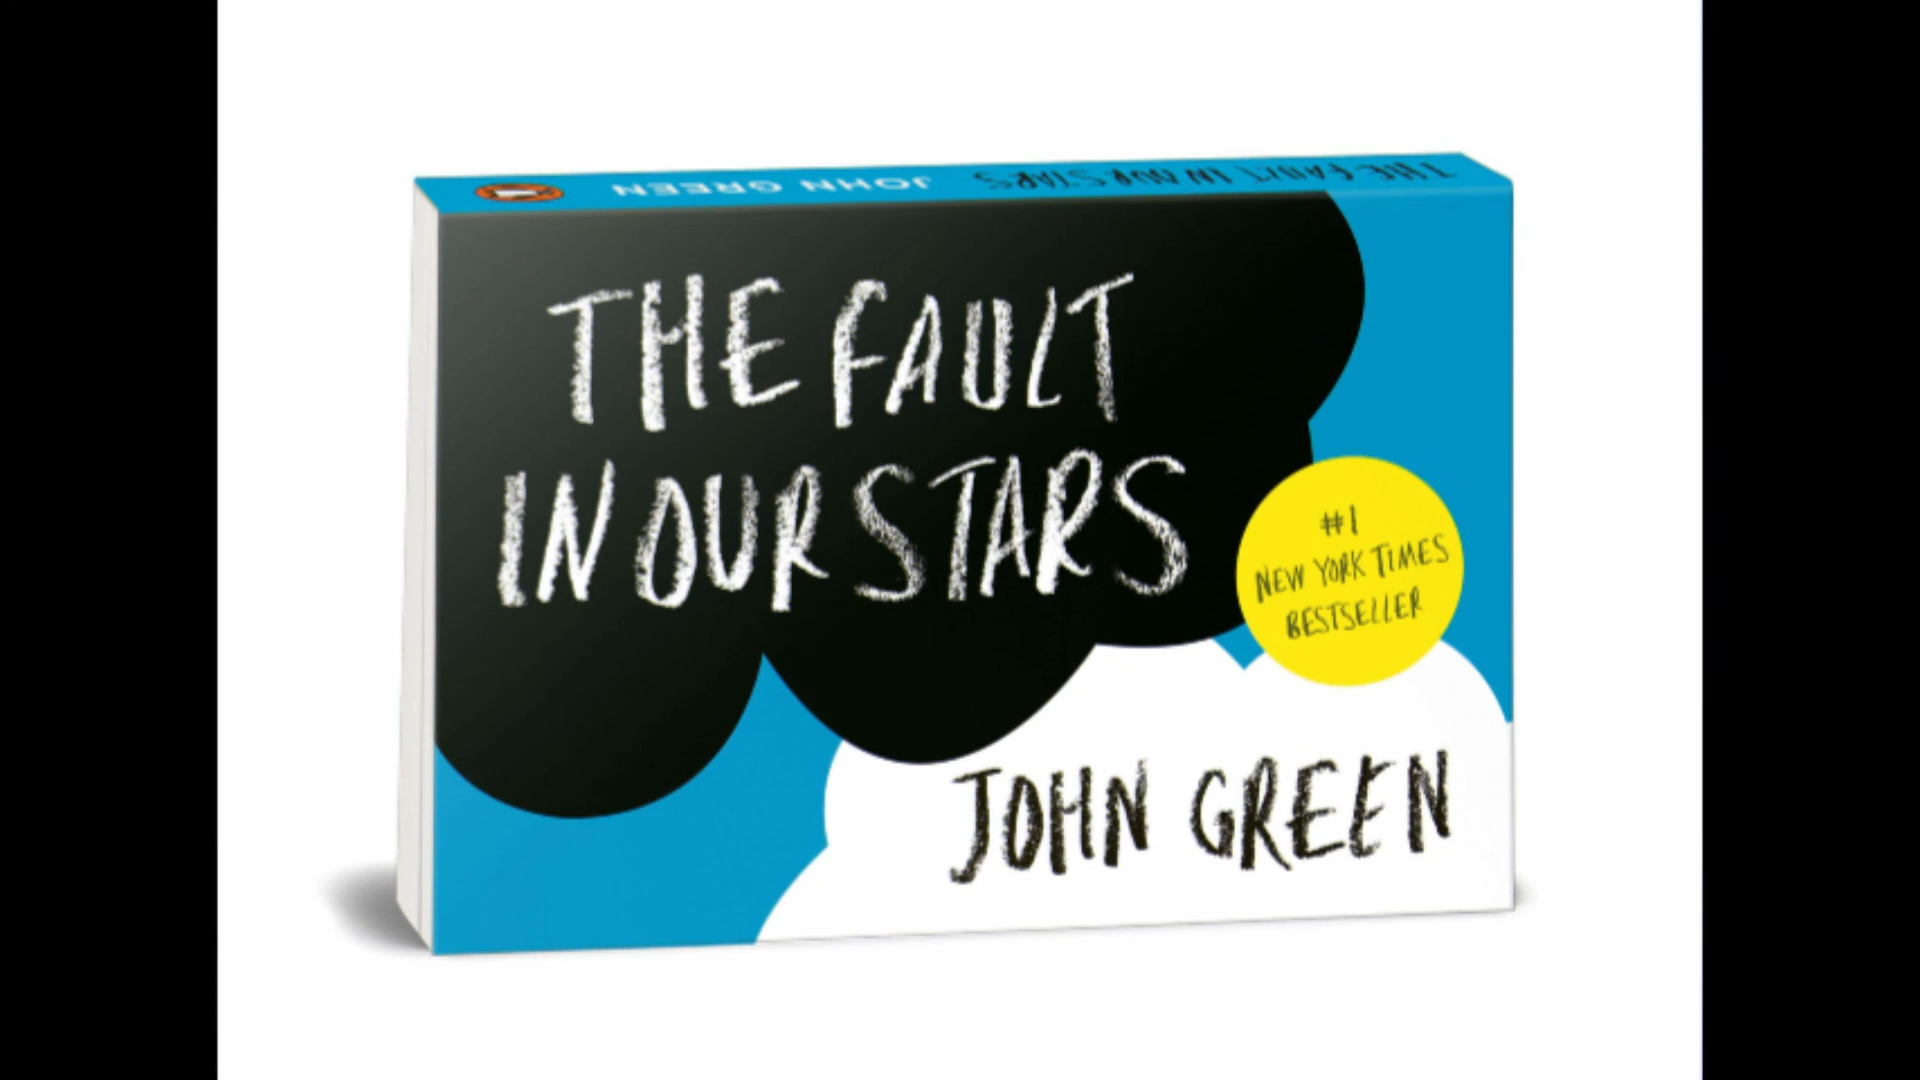 JOHN GREEN THE FAULT IN OUR STARS
THE FAULT
IN OUR STARS
#1
NEW YORK TIMES
BESTSELLER
JOHN GREEN